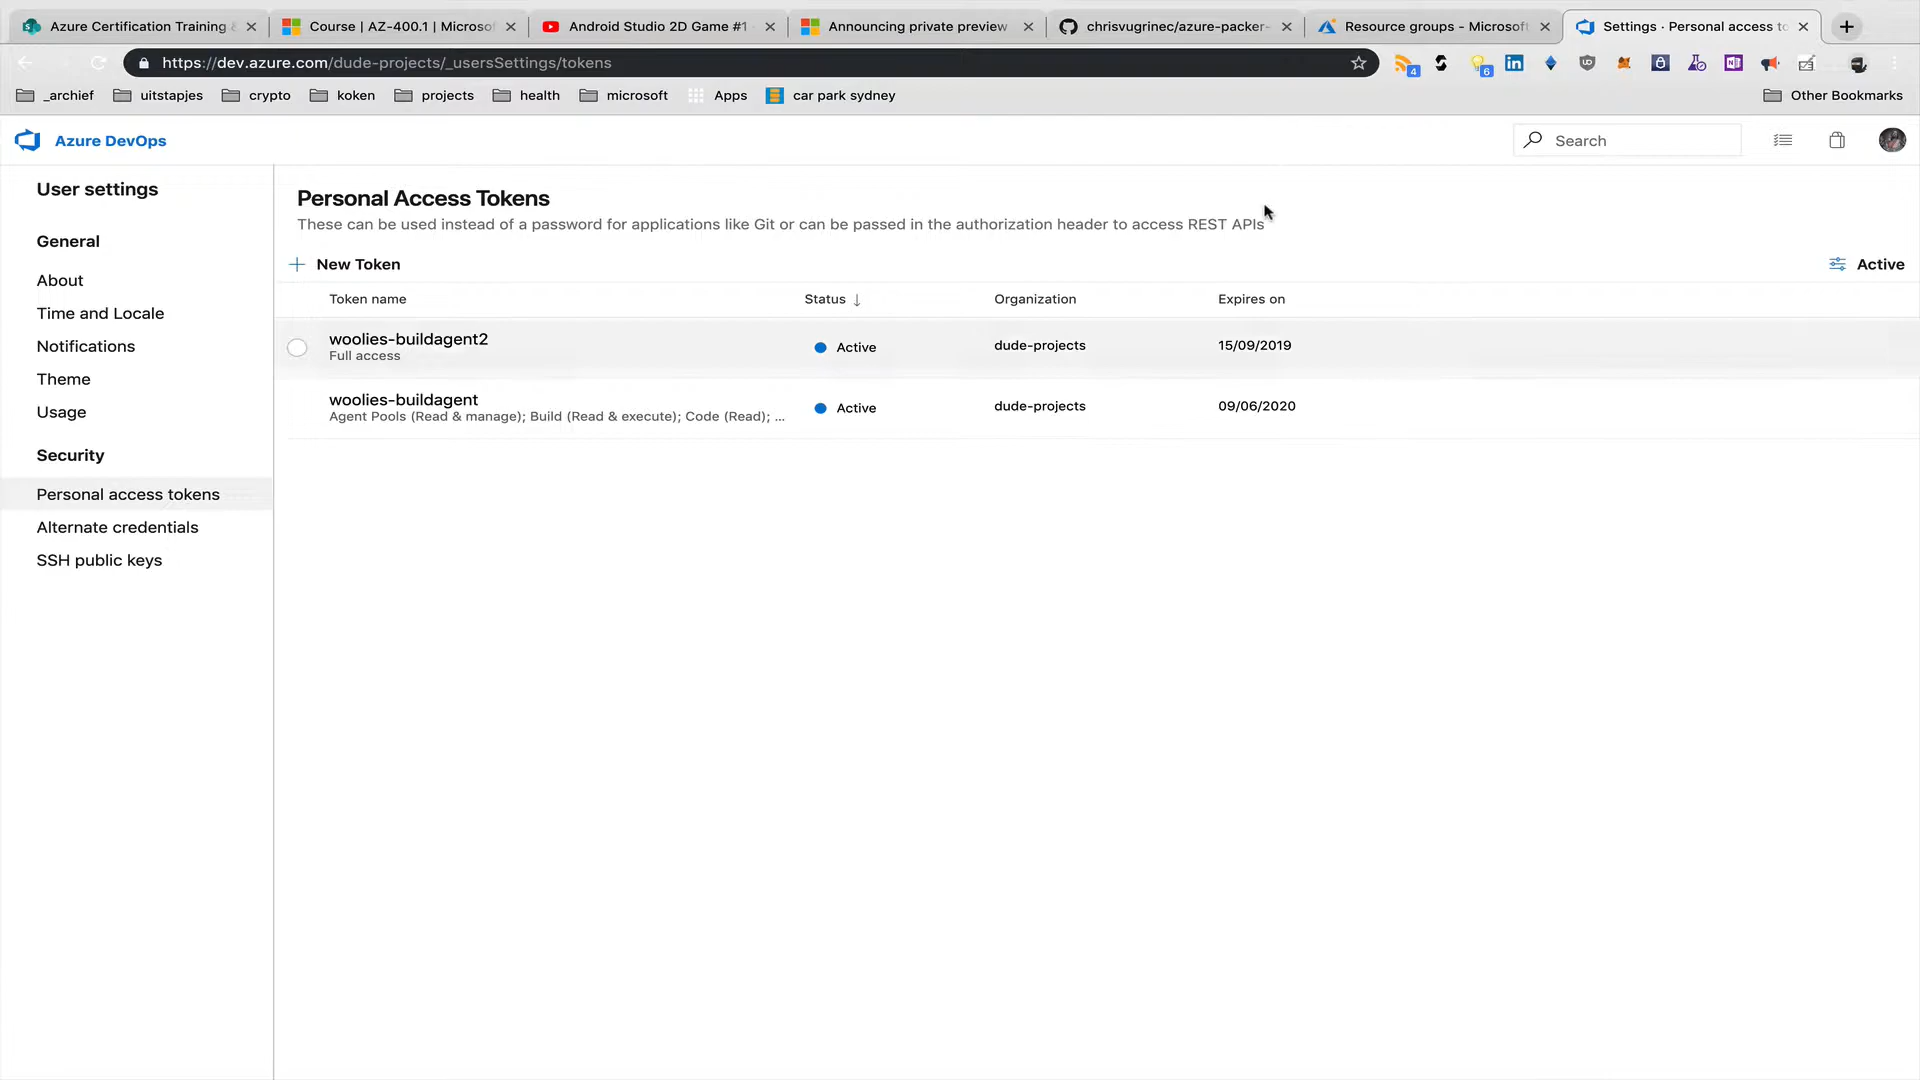 Azure Certification Training &
Course | AZ-400.1 | Microsof
Android Studio 2D Game #1 -
Announcing private preview
chrisvugrinec/azure-packer-
Resource groups - Microsoft
Settings · Personal access to
https://dev.azure.com/dude-projects/_usersSettings/tokens
4
6
_archief
uitstapjes
crypto
koken
projects
health
microsoft
Apps
car park sydney
Other Bookmarks
Azure DevOps
Search
User settings
General
About
Time and Locale
Notifications
Theme
Usage
Security
Personal access tokens
Alternate credentials
SSH public keys
Personal Access Tokens
These can be used instead of a password for applications like Git or can be passed in the authorization header to access REST APIs
New Token
Active
Token name Status Organization Expires on
woolies-buildagent2
Full access
Active dude-projects 15/09/2019
woolies-buildagent
Agent Pools (Read & manage); Build (Read & execute); Code (Read); ...
Active dude-projects 09/06/2020